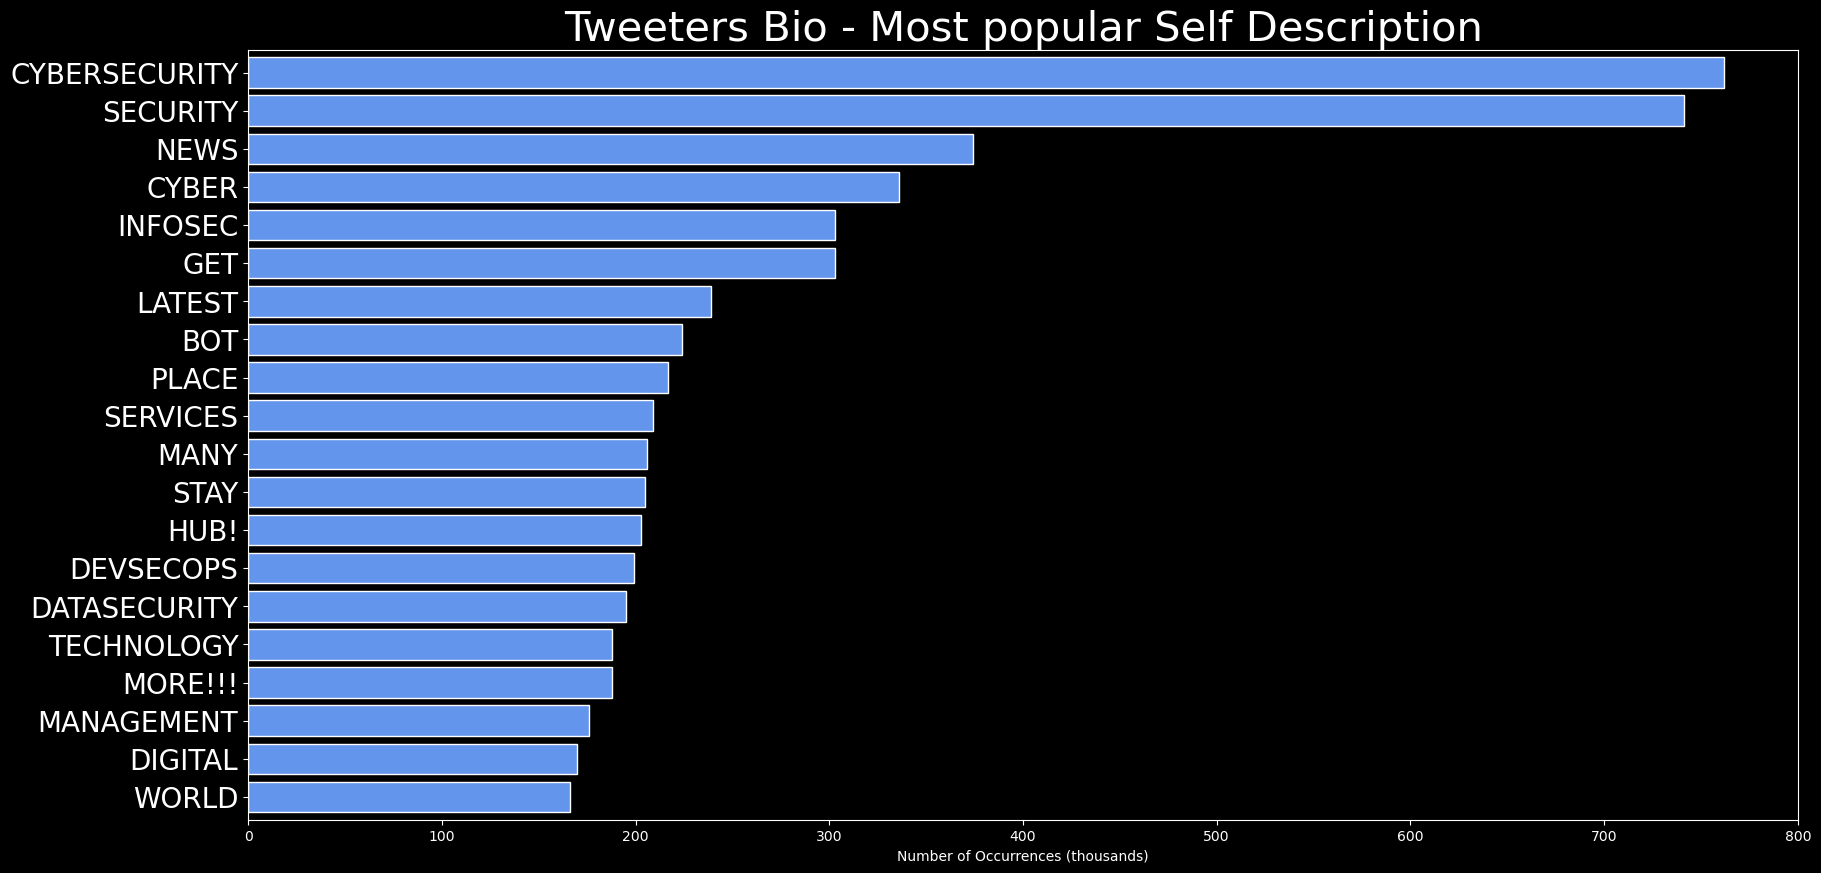 Tweeters Bio - Most popular Self Description
CYBERSECURITY
SECURITY
NEWS
CYBER
INFOSEC
GET
LATEST
BOT
PLACE
SERVICES
MANY
STAY
HUB!
DEVSECOPS
DATASECURITY
TECHNOLOGY
MORE!!!
MANAGEMENT
DIGITAL
WORLD
0 100 200 300 400 500 600 700 800
Number of Occurrences (thousands)